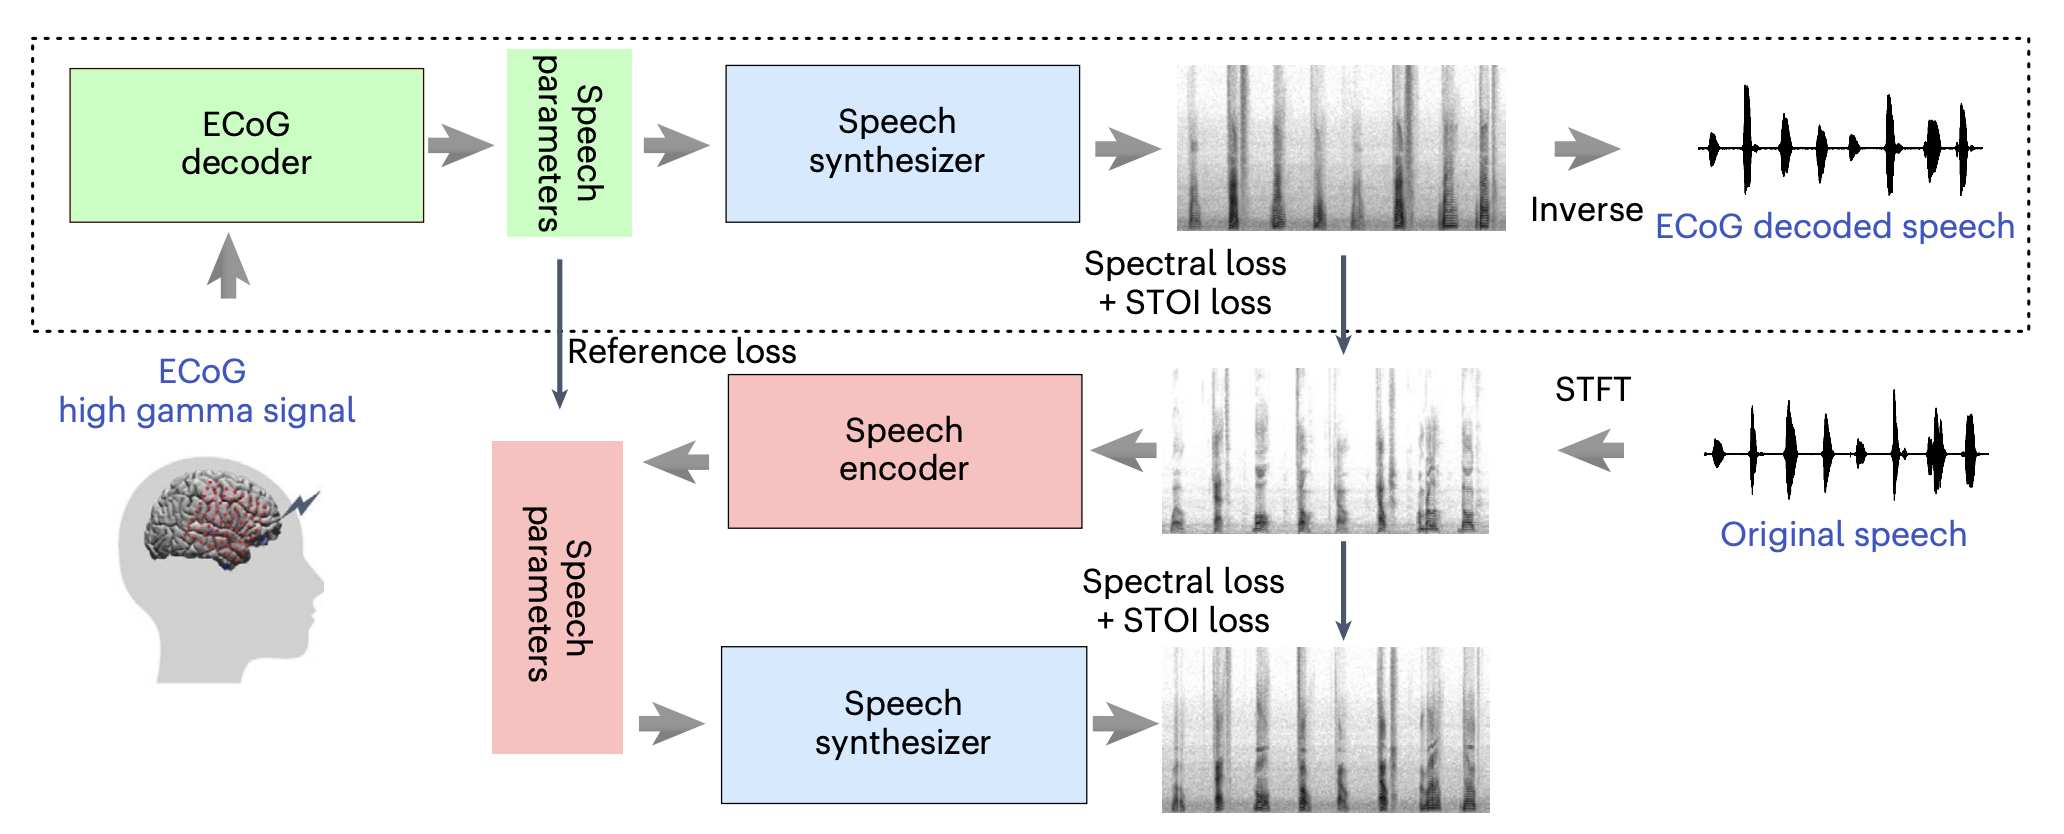 ECoG
decoder
Speech
parameters
Speech
synthesizer
Inverse
ECoG decoded speech
Spectral loss
+ STOI loss
ECoG
high gamma signal
Reference loss
Speech
encoder
STFT
Original speech
Speech
parameters
Spectral loss
+ STOI loss
Speech
synthesizer